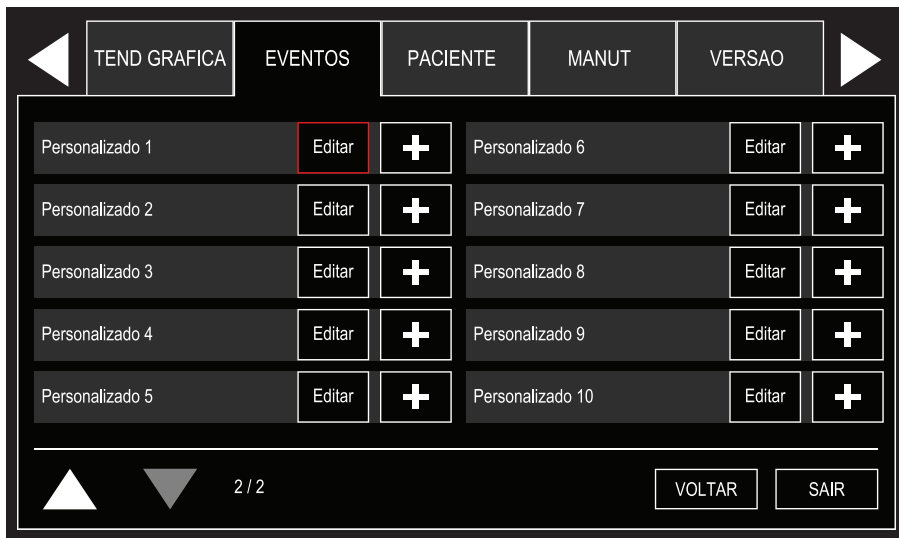 TEND GRAFICA EVENTOS PACIENTE MANUT VERSAO
Personalizado 1 Editar Personalizado 6 Editar
Personalizado 2 Editar Personalizado 7 Editar
Personalizado 3 Editar Personalizado 8 Editar
Personalizado 4 Editar Personalizado 9 Editar
Personalizado 5 Editar Personalizado 10 Editar
2 / 2 VOLTAR SAIR